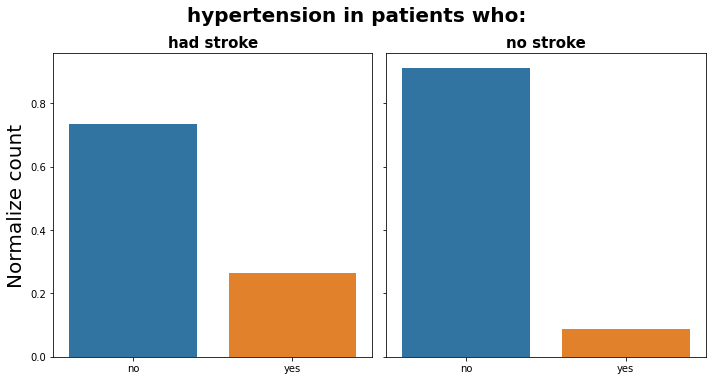 hypertension in patients who:
had stroke
no stroke
Normalize count
0.8
0.6
0.4
0.2
0.0
no
yes
no
yes